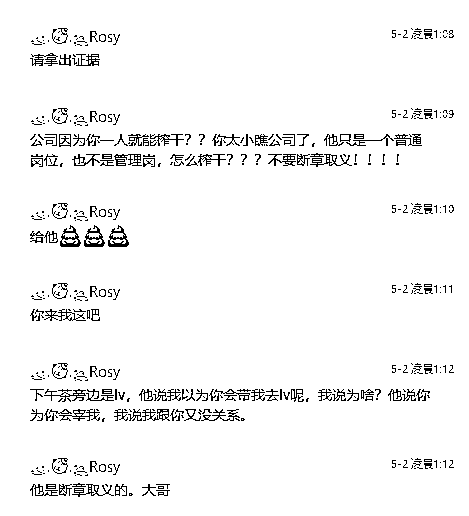 Rosy
5-2 凌晨1:08
请拿出证据
Rosy
5-2 凌晨1:09
公司因为你一人就能搾干？？你太小瞧公司了，他只是一个普通
岗位，也不是管理岗，怎么搾干？？？不要断章取义！！！！
Rosy
5-2 凌晨1:10
给他💩💩💩
Rosy
5-2 凌晨1:11
你来我这吧
Rosy
5-2 凌晨1:12
下午茶旁边是lv，他说我以为你会带我去lv呢，我说为啥？他说你
为你会宰我，我说我跟你又没关系。
Rosy
5-2 凌晨1:12
他是断章取义的。大哥